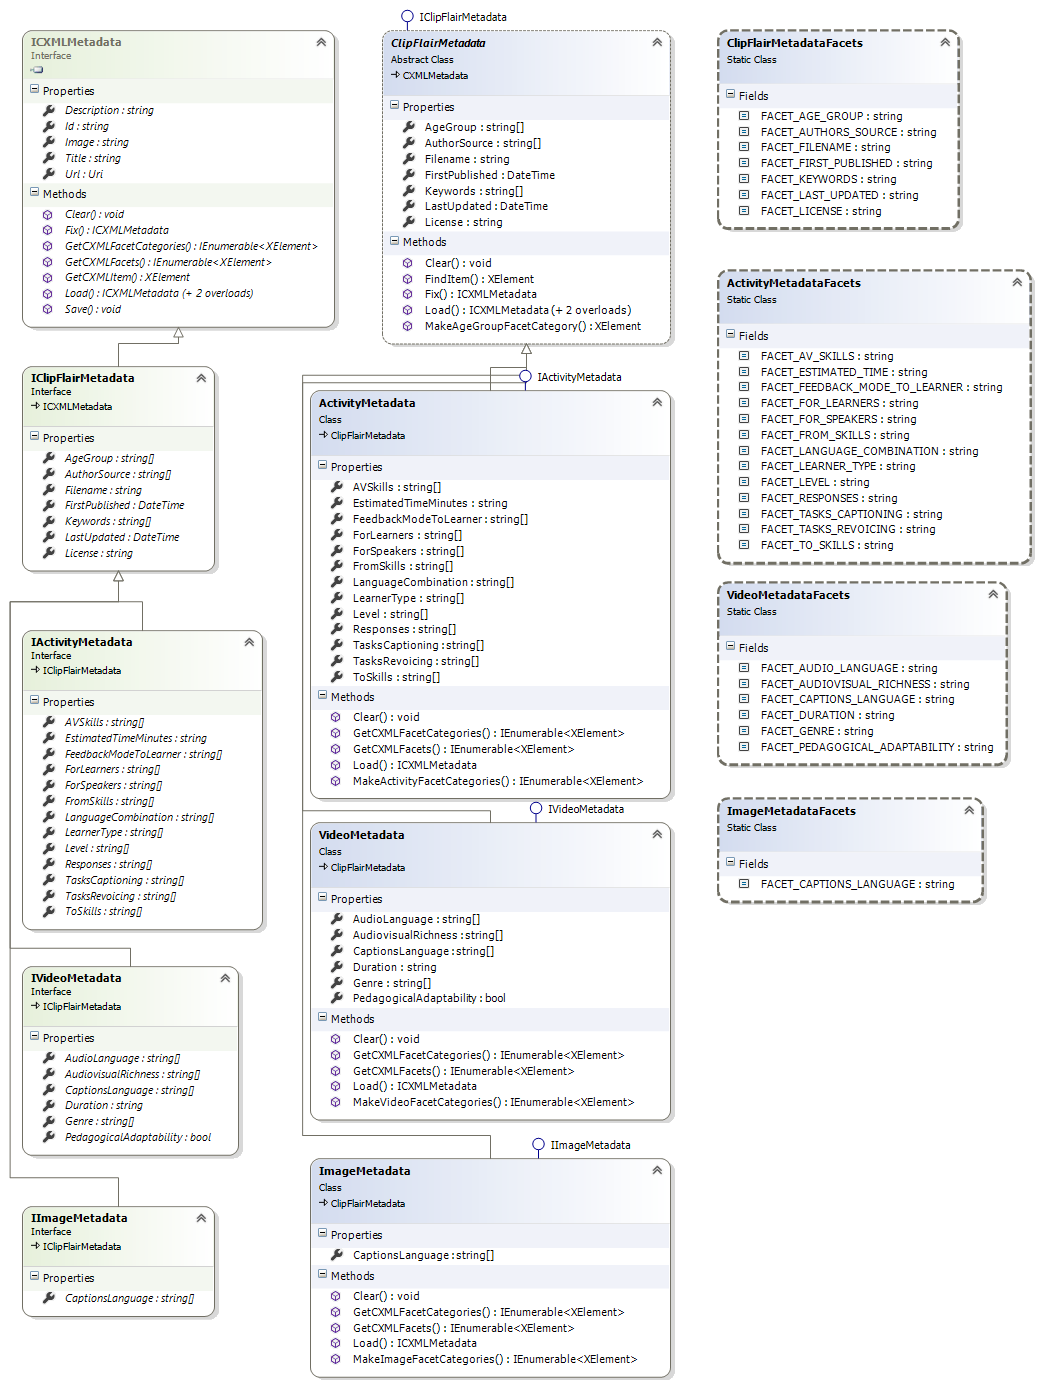 ICXMLMetadata
Interface
Properties
Description : string
Id : string
Image : string
Title : string
Url : Uri
Methods
Clear() : void
Fix() : ICXMLMetadata
GetCXMLFacetCategories() : IEnumerable<XElement>
GetCXMLFacets() : IEnumerable<XElement>
GetCXMLItem() : XElement
Load() : ICXMLMetadata (+ 2 overloads)
Save() : void
IClipFlairMetadata
Interface
ICXMLMetadata
Properties
AgeGroup : string[]
AuthorSource : string[]
Filename : string
FirstPublished : DateTime
Keywords : string[]
LastUpdated : DateTime
License : string
IActivityMetadata
Interface
IClipFlairMetadata
Properties
AVSkills : string[]
EstimatedTimeMinutes : string
FeedbackModeToLearner : string[]
ForLearners : string[]
ForSpeakers : string[]
FromSkills : string[]
LanguageCombination : string[]
LearnerType : string[]
Level : string[]
Responses : string[]
TasksCaptioning : string[]
TasksRevoicing : string[]
ToSkills : string[]
IVideoMetadata
Interface
IClipFlairMetadata
Properties
AudioLanguage : string[]
AudiovisualRichness : string[]
CaptionsLanguage : string[]
Duration : string
Genre : string[]
PedagogicalAdaptability : bool
IImageMetadata
Interface
IClipFlairMetadata
Properties
CaptionsLanguage : string[]
IClipFlairMetadata
ClipFlairMetadata
Abstract Class
CXMLMetadata
Properties
AgeGroup : string[]
AuthorSource : string[]
Filename : string
FirstPublished : DateTime
Keywords : string[]
LastUpdated : DateTime
License : string
Methods
Clear() : void
FindItem() : XElement
Fix() : ICXMLMetadata
Load() : ICXMLMetadata (+ 2 overloads)
MakeAgeGroupFacetCategory() : XElement
IActivityMetadata
ActivityMetadata
Class
ClipFlairMetadata
Properties
AVSkills : string[]
EstimatedTimeMinutes : string
FeedbackModeToLearner : string[]
ForLearners : string[]
ForSpeakers : string[]
FromSkills : string[]
LanguageCombination : string[]
LearnerType : string[]
Level : string[]
Responses : string[]
TasksCaptioning : string[]
TasksRevoicing : string[]
ToSkills : string[]
Methods
Clear() : void
GetCXMLFacetCategories() : IEnumerable<XElement>
GetCXMLFacets() : IEnumerable<XElement>
Load() : ICXMLMetadata
MakeActivityFacetCategories() : IEnumerable<XElement>
IVideoMetadata
VideoMetadata
Class
ClipFlairMetadata
Properties
AudioLanguage : string[]
AudiovisualRichness : string[]
CaptionsLanguage : string[]
Duration : string
Genre : string[]
PedagogicalAdaptability : bool
Methods
Clear() : void
GetCXMLFacetCategories() : IEnumerable<XElement>
GetCXMLFacets() : IEnumerable<XElement>
Load() : ICXMLMetadata
MakeVideoFacetCategories() : IEnumerable<XElement>
IImageMetadata
ImageMetadata
Class
ClipFlairMetadata
Properties
CaptionsLanguage : string[]
Methods
Clear() : void
GetCXMLFacetCategories() : IEnumerable<XElement>
GetCXMLFacets() : IEnumerable<XElement>
Load() : ICXMLMetadata
MakeImageFacetCategories() : IEnumerable<XElement>
ClipFlairMetadataFacets
Static Class
Fields
FACET_AGE_GROUP : string
FACET_AUTHORS_SOURCE : string
FACET_FILENAME : string
FACET_FIRST_PUBLISHED : string
FACET_KEYWORDS : string
FACET_LAST_UPDATED : string
FACET_LICENSE : string
ActivityMetadataFacets
Static Class
Fields
FACET_AV_SKILLS : string
FACET_ESTIMATED_TIME : string
FACET_FEEDBACK_MODE_TO_LEARNER : string
FACET_FOR_LEARNERS : string
FACET_FOR_SPEAKERS : string
FACET_FROM_SKILLS : string
FACET_LANGUAGE_COMBINATION : string
FACET_LEARNER_TYPE : string
FACET_LEVEL : string
FACET_RESPONSES : string
FACET_TASKS_CAPTIONING : string
FACET_TASKS_REVOICING : string
FACET_TO_SKILLS : string
VideoMetadataFacets
Static Class
Fields
FACET_AUDIO_LANGUAGE : string
FACET_AUDIOVISUAL_RICHNESS : string
FACET_CAPTIONS_LANGUAGE : string
FACET_DURATION : string
FACET_GENRE : string
FACET_PEDAGOGICAL_ADAPTABILITY : string
ImageMetadataFacets
Static Class
Fields
FACET_CAPTIONS_LANGUAGE : string